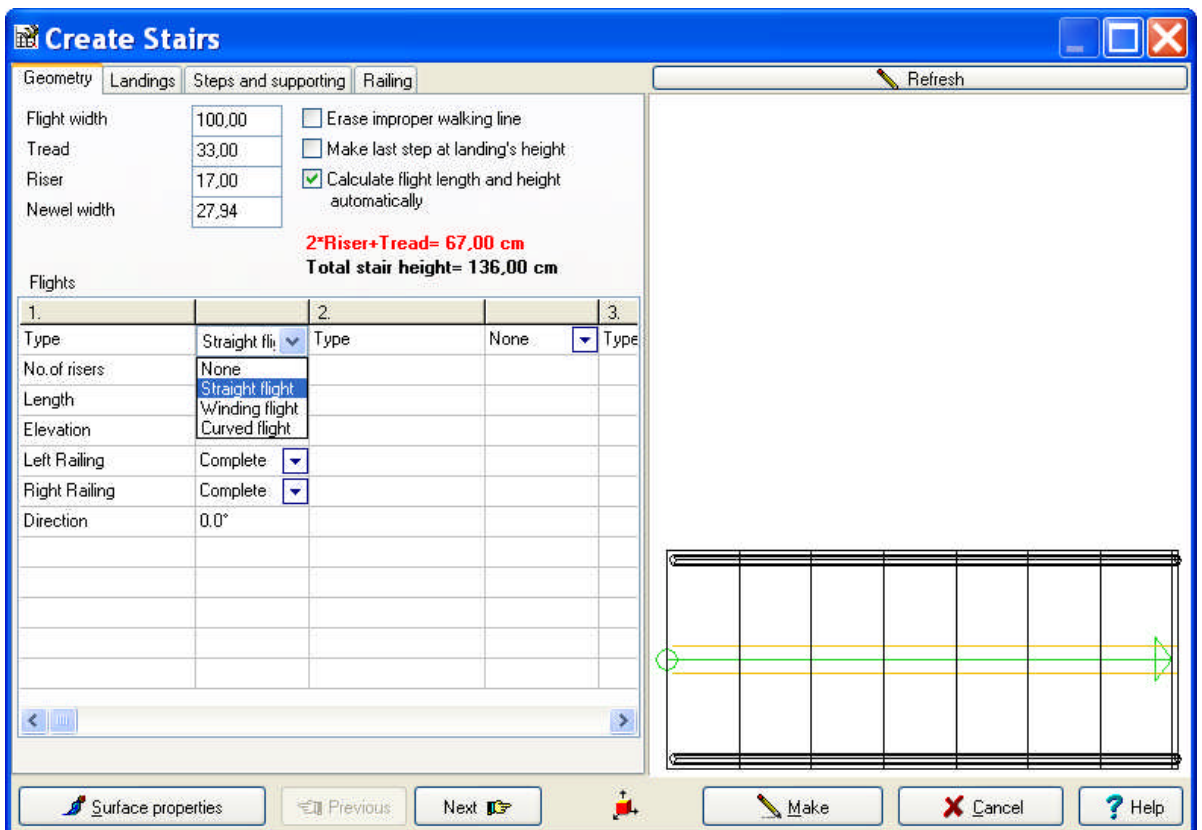 Create Stairs
Geometry Landings Steps and supporting Railing
Refresh
Flight width 100,00 Erase improper walking line
Tread 33,00 Make last step at landing's height
Riser 17,00 Calculate flight length and height automatically
Newel width 27,94
2*Riser+Tread= 67,00 cm
Total stair height= 136,00 cm
Flights
1. 2. 3.
Type Straight fli Type None Type
No.of risers None
Straight flight
Length
Winding flight
Elevation Curved flight
Left Railing Complete
Right Railing Complete
Direction 0.0°
Surface properties Previous Next Make Cancel ? Help